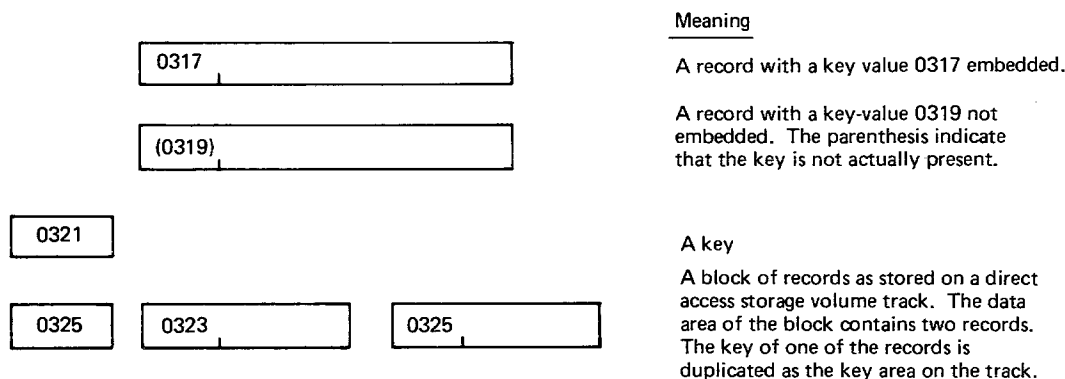 Meaning
0317
A record with a key value 0317 embedded.
(0319)
A record with a key-value 0319 not
embedded. The parenthesis indicate
that the key is not actually present.
0321
A key
0325 0323 0325
A block of records as stored on a direct
access storage volume track. The data
area of the block contains two records.
The key of one of the records is
duplicated as the key area on the track.